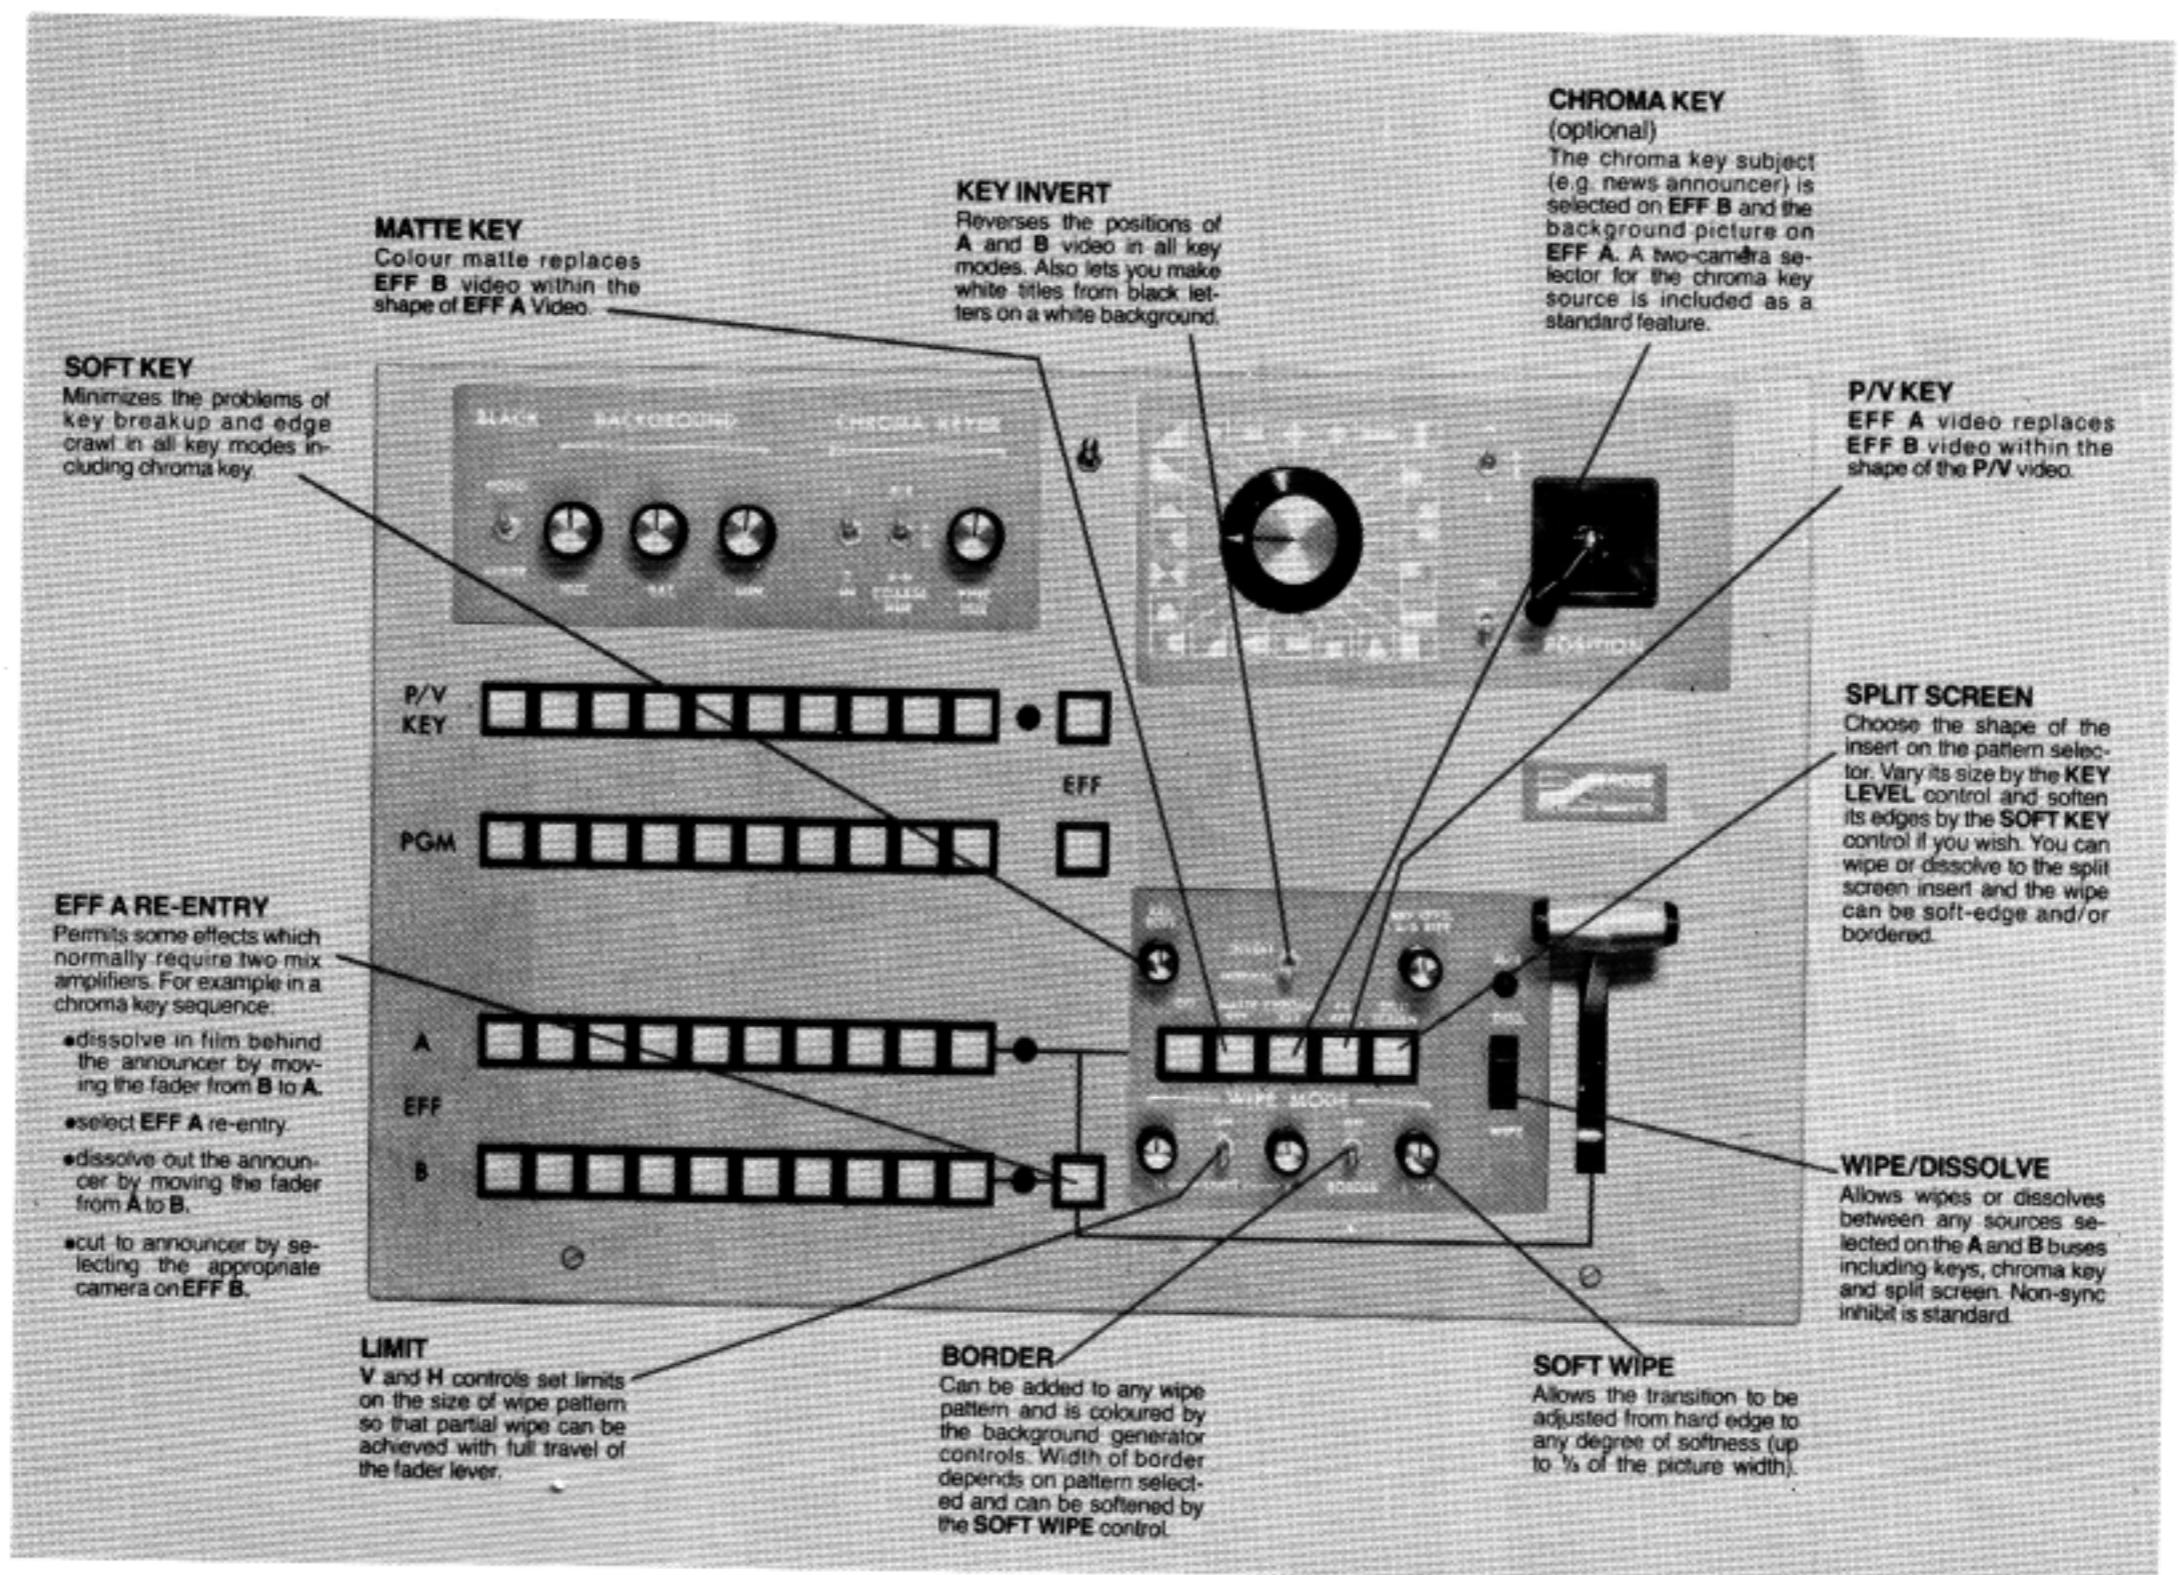 CHROMA KEY
(optional)
The chroma key subject
(e.g. news announcer) is
selected on EFF B and the
background picture on
EFF A. A two-camera se-
lector for the chroma key
source is included as a
standard feature.
KEY INVERT
Reverses the positions of
A and B video in all key
modes. Also lets you make
white titles from black let-
ters on a white background.
MATTE KEY
Colour matte replaces
EFF B video within the
shape of EFF A Video.
SOFT KEY
Minimizes the problems of
key breakup and edge
crawl in all key modes in-
cluding chroma key.
P/V KEY
EFF A video replaces
EFF B video within the
shape of the P/V video.
BLACK
BACKGROUND
CHROMA KEYER
POSITION
P/V
KEY
EFF
PGM
SPLIT SCREEN
Choose the shape of the
insert on the pattern selec-
tor. Vary its size by the KEY
LEVEL control and soften
its edges by the SOFT KEY
control if you wish. You can
wipe or dissolve to the split
screen insert and the wipe
can be soft-edge and/or
bordered.
EFF A RE-ENTRY
Permits some effects which
normally require two mix
amplifiers. For example in a
chroma key sequence:
•dissolve in film behind
the announcer by mov-
ing the fader from B to A.
•select EFF A re-entry
•dissolve out the announ-
cer by moving the fader
from A to B.
•cut to announcer by se-
lecting the appropriate
camera on EFF B.
A
EFF
B
WIPE MODE
BORDER
WIPE/DISSOLVE
Allows wipes or dissolves
between any sources se-
lected on the A and B buses
including keys, chroma key
and split screen. Non-sync
inhibit is standard.
LIMIT
V and H controls set limits
on the size of wipe pattern
so that partial wipe can be
achieved with full travel of
the fader lever.
BORDER
Can be added to any wipe
pattern and is coloured by
the background generator
controls. Width of border
depends on pattern select-
ed and can be softened by
the SOFT WIPE control.
SOFT WIPE
Allows the transition to be
adjusted from hard edge to
any degree of softness (up
to ⅓ of the picture width).